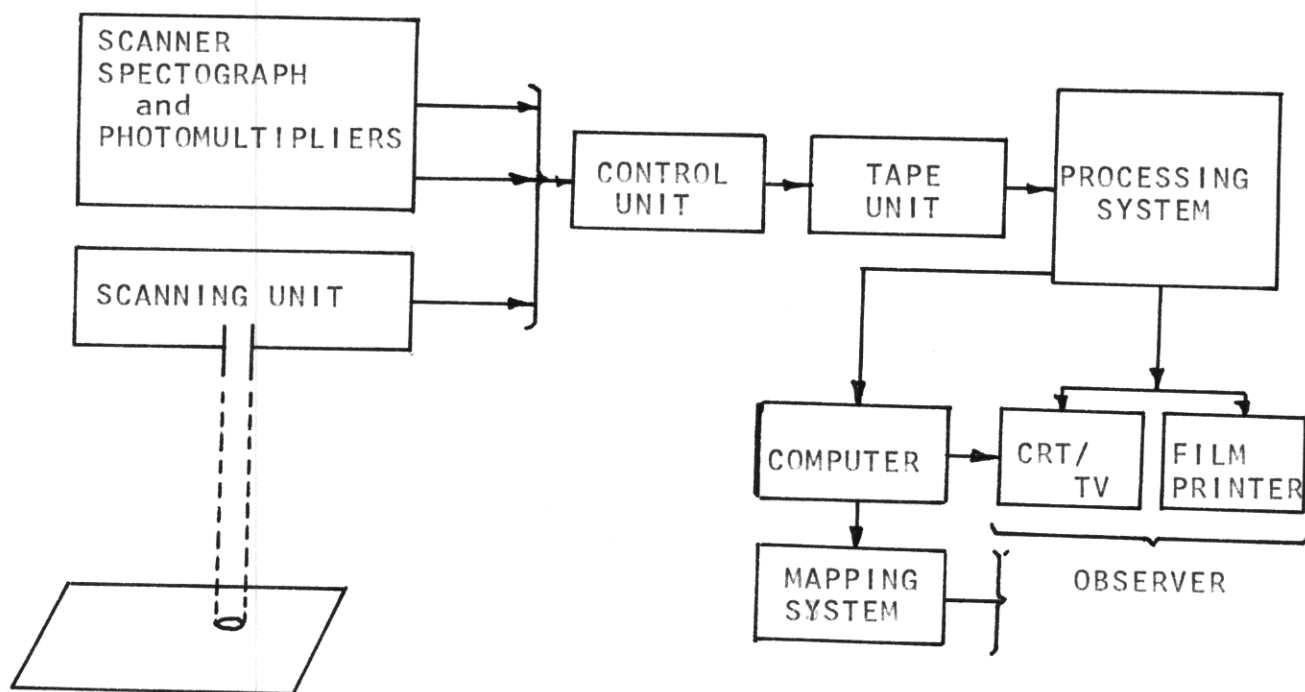 SCANNER
SPECTOGRAPH
and
PHOTOMULTIPLIERS
SCANNING UNIT
CONTROL
UNIT
TAPE
UNIT
PROCESSING
SYSTEM
COMPUTER
CRT/
TV
FILM
PRINTER
MAPPING
SYSTEM
OBSERVER